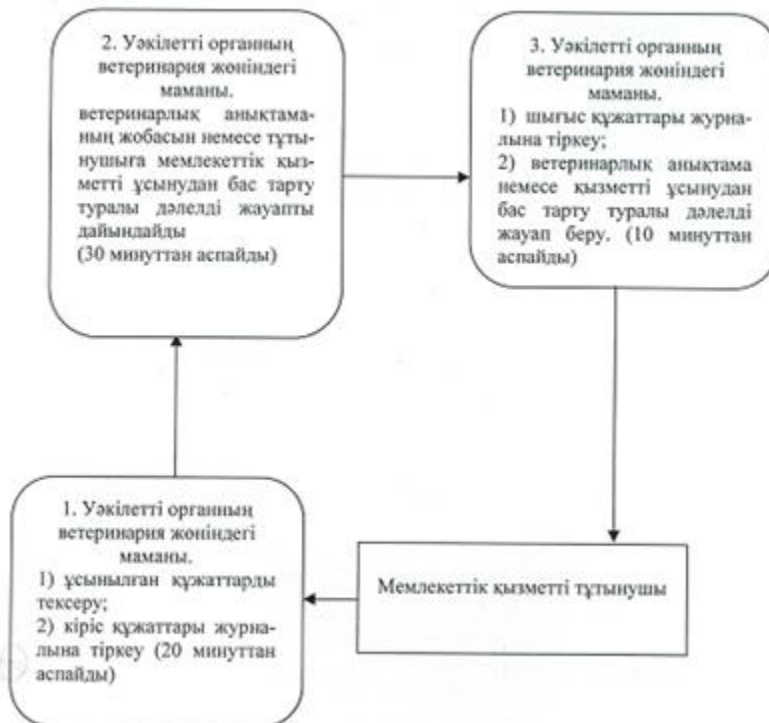 2. Уәкілетті органның
ветеринария жөніндегі
маманы.
ветеринарлық анықтама-
ның жобасын немесе тұты-
нушыға мемлекеттік қыз-
метті ұсынудан бас тарту
туралы дәлелді жауапты
дайындайды
(30 минуттан аспайды)
3. Уәкілетті органның
ветеринария жөніндегі
маманы.
1) шығыс құжаттары журна-
лына тіркеу;
2) ветеринарлық анықтама
немесе қызметті ұсынудан
бас тарту туралы дәлелді
жауап беру. (10 минуттан
аспайды)
1. Уәкілетті органның
ветеринария жөніндегі
маманы.
1) ұсынылған құжаттарды
тексеру;
2) кіріс құжаттары журна-
лына тіркеу (20 минуттан
аспайды)
Мемлекеттік қызметті тұтынушы